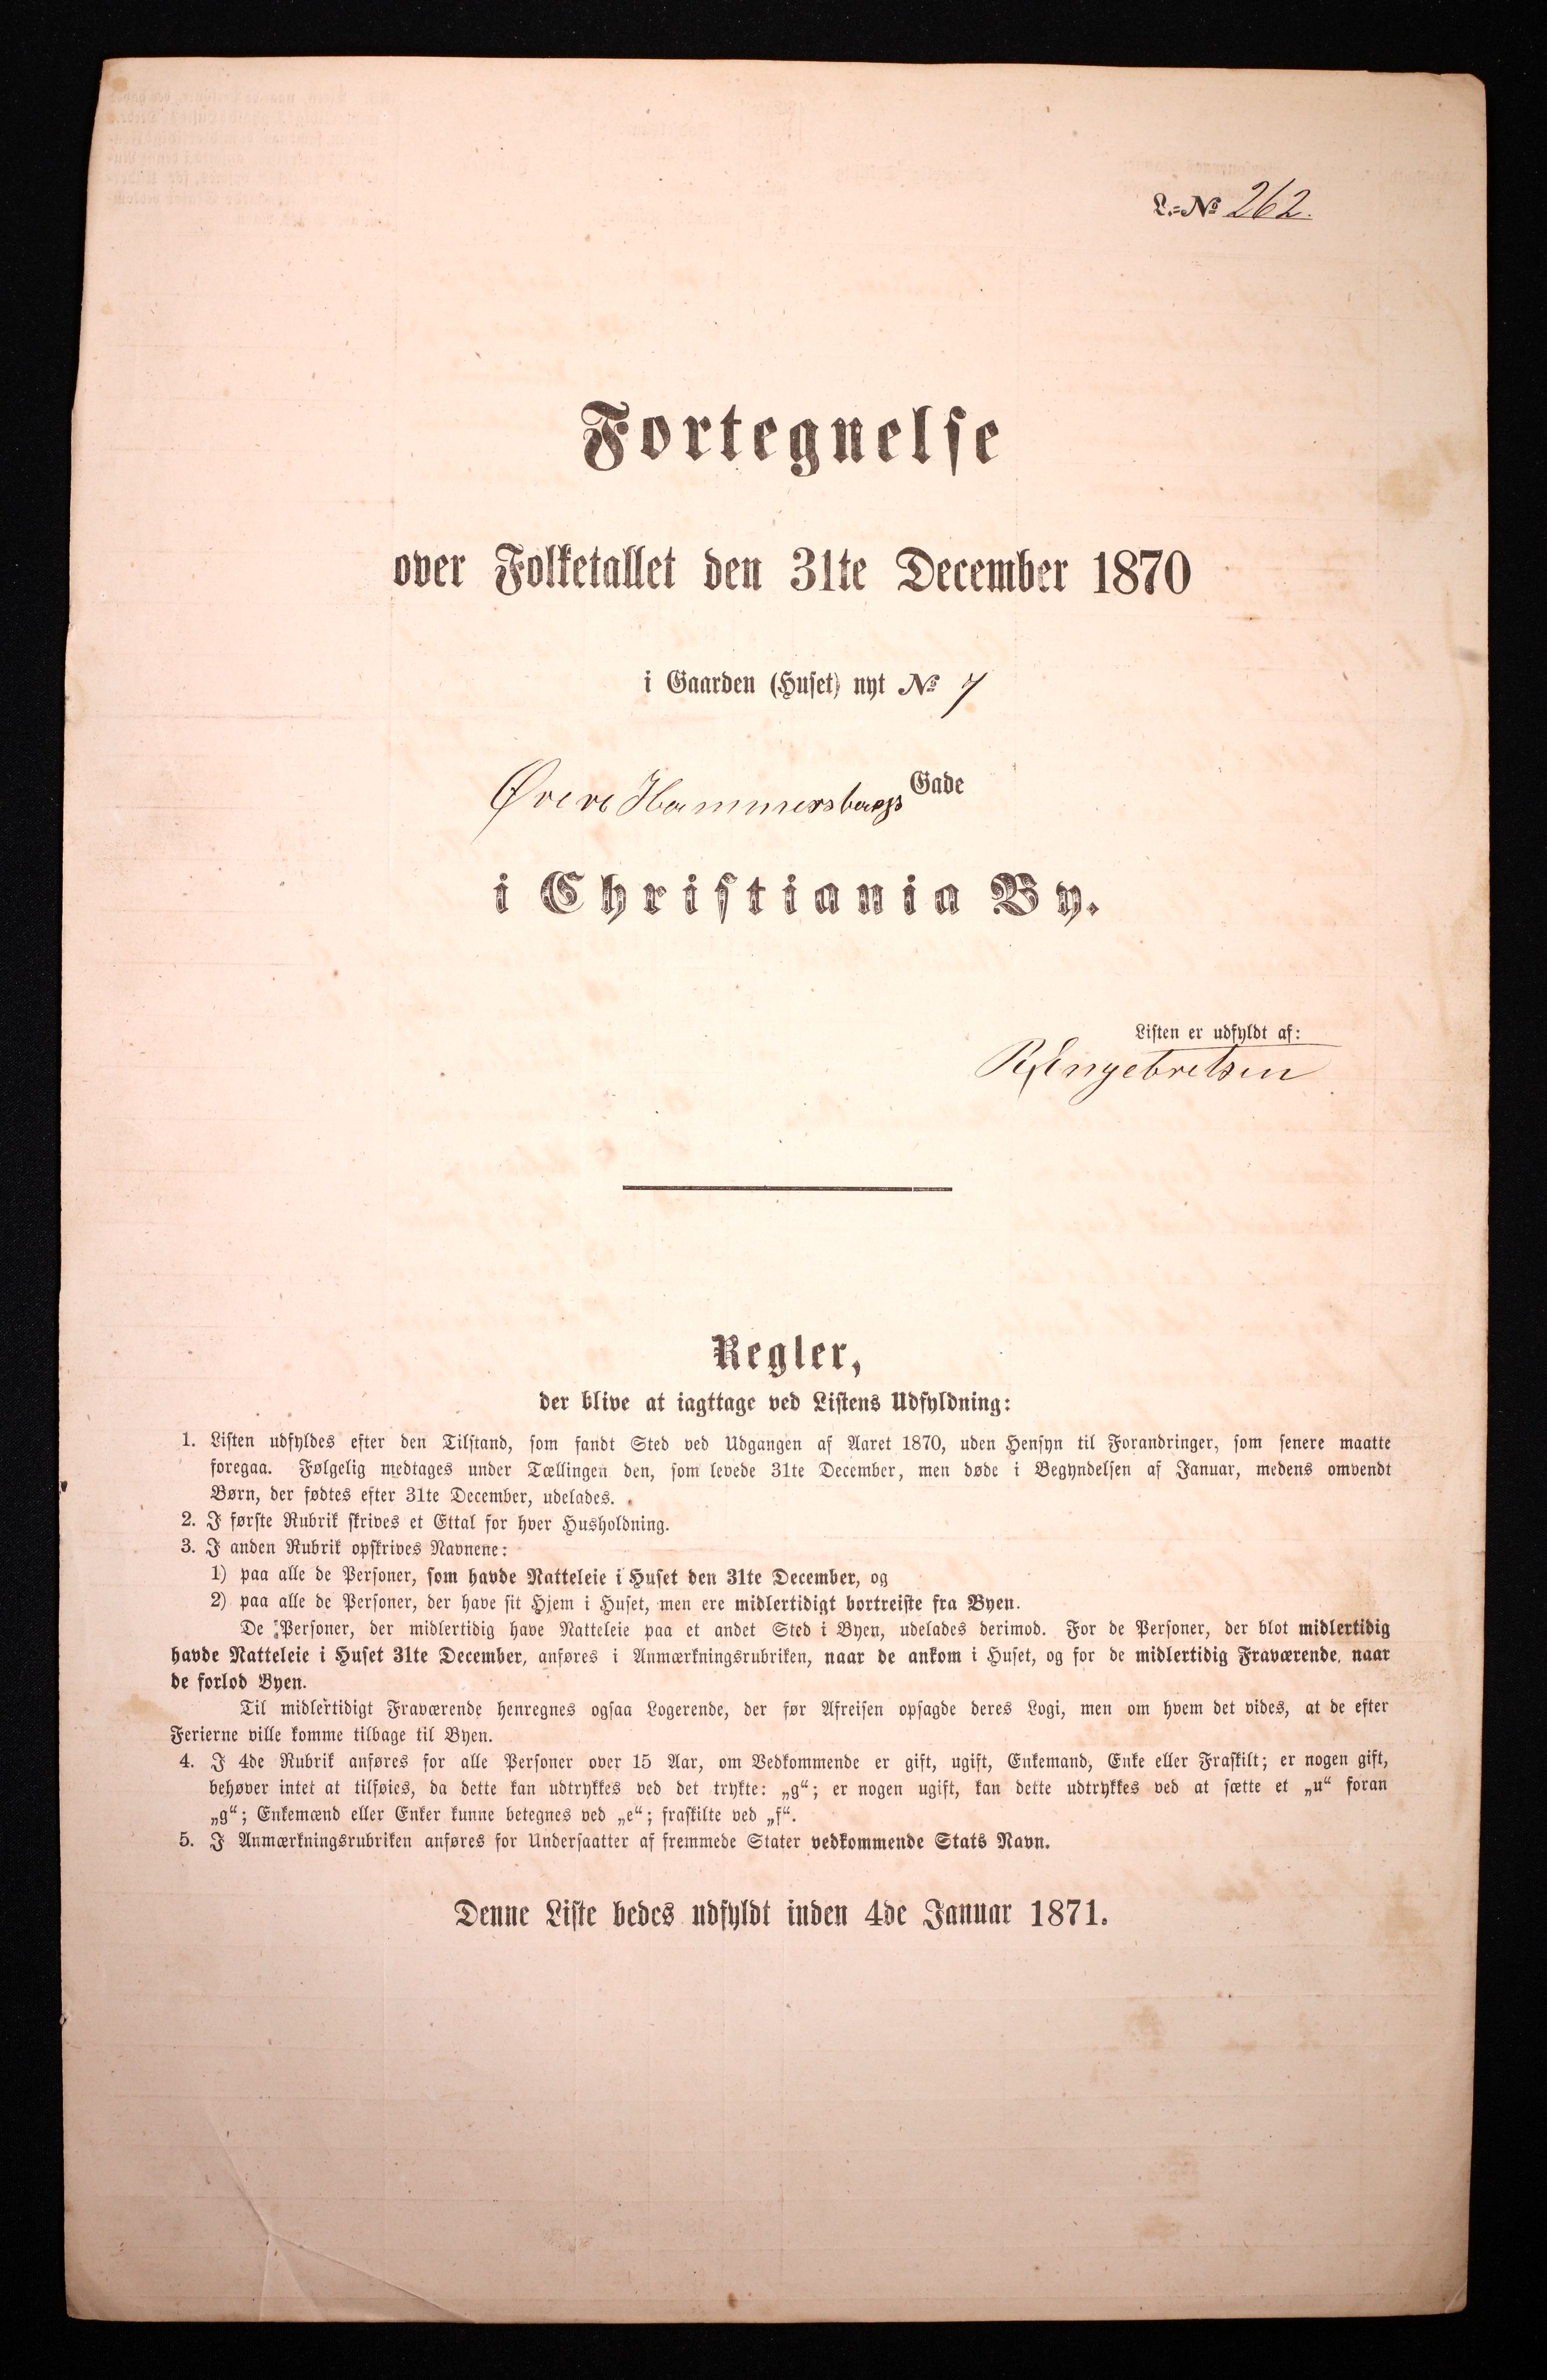 L.-№ 262.
Fortegnelse
over Folketallet den 31te December 1870
i Gaarden (Huset) nyt № 7
Øvre Hammersborgs Gade
i Christiania By.
Listen er udfyldt af:
R Engebretsen
Regler,
der blive at iagttage ved Listens Udfyldning:
1. Listen udfyldes efter den Tilstand, som fandt Sted ved Udgangen af Aaret 1870, uden Hensyn til Forandringer, som senere maatte
foregaa. Følgelig medtages under Tællingen den, som levede 31te December, men døde i Begyndelsen af Januar, medens omvendt
Børn, der fødtes efter 31te December, udelades.
2. I første Rubrik skrives et Ettal for hver Husholdning.
3. I anden Rubrik opskrives Navnene:
1) paa alle de Personer, som havde Natteleie i Huset den 31te December, og
2) paa alle de Personer, der have sit Hjem i Huset, men ere midlertidigt bortreiste fra Byen.
De Personer, der midlertidig have Natteleie paa et andet Sted i Byen, udelades derimod. For de Personer, der blot midlertidig
havde Natteleie i Huset 31te December, anføres i Anmærkningsrubriken, naar de ankom i Huset, og for de midlertidig Fraværende, naar
de forlod Byen.
Til midlertidigt Fraværende henregnes ogsaa Logerende, der før Afreisen opsagde deres Logi, men om hvem det vides, at de efter
Ferierne ville komme tilbage til Byen.
4. I 4de Rubrik anføres for alle Personer over 15 Aar, om Vedkommende er gift, ugift, Enkemand, Enke eller Fraskilt; er nogen gift,
behøver intet at tilføies, da dette kan udtrykkes ved det trykte: „g“; er nogen ugift, kan dette udtrykkes ved at sætte et „u“ foran
„g“; Enkemænd eller Enker kunne betegnes ved „e“; fraskilte ved „f“.
5. I Anmærkningsrubriken anføres for Undersaatter af fremmede Stater vedkommende Stats Navn.
Denne Liste bedes udfyldt inden 4de Januar 1871.